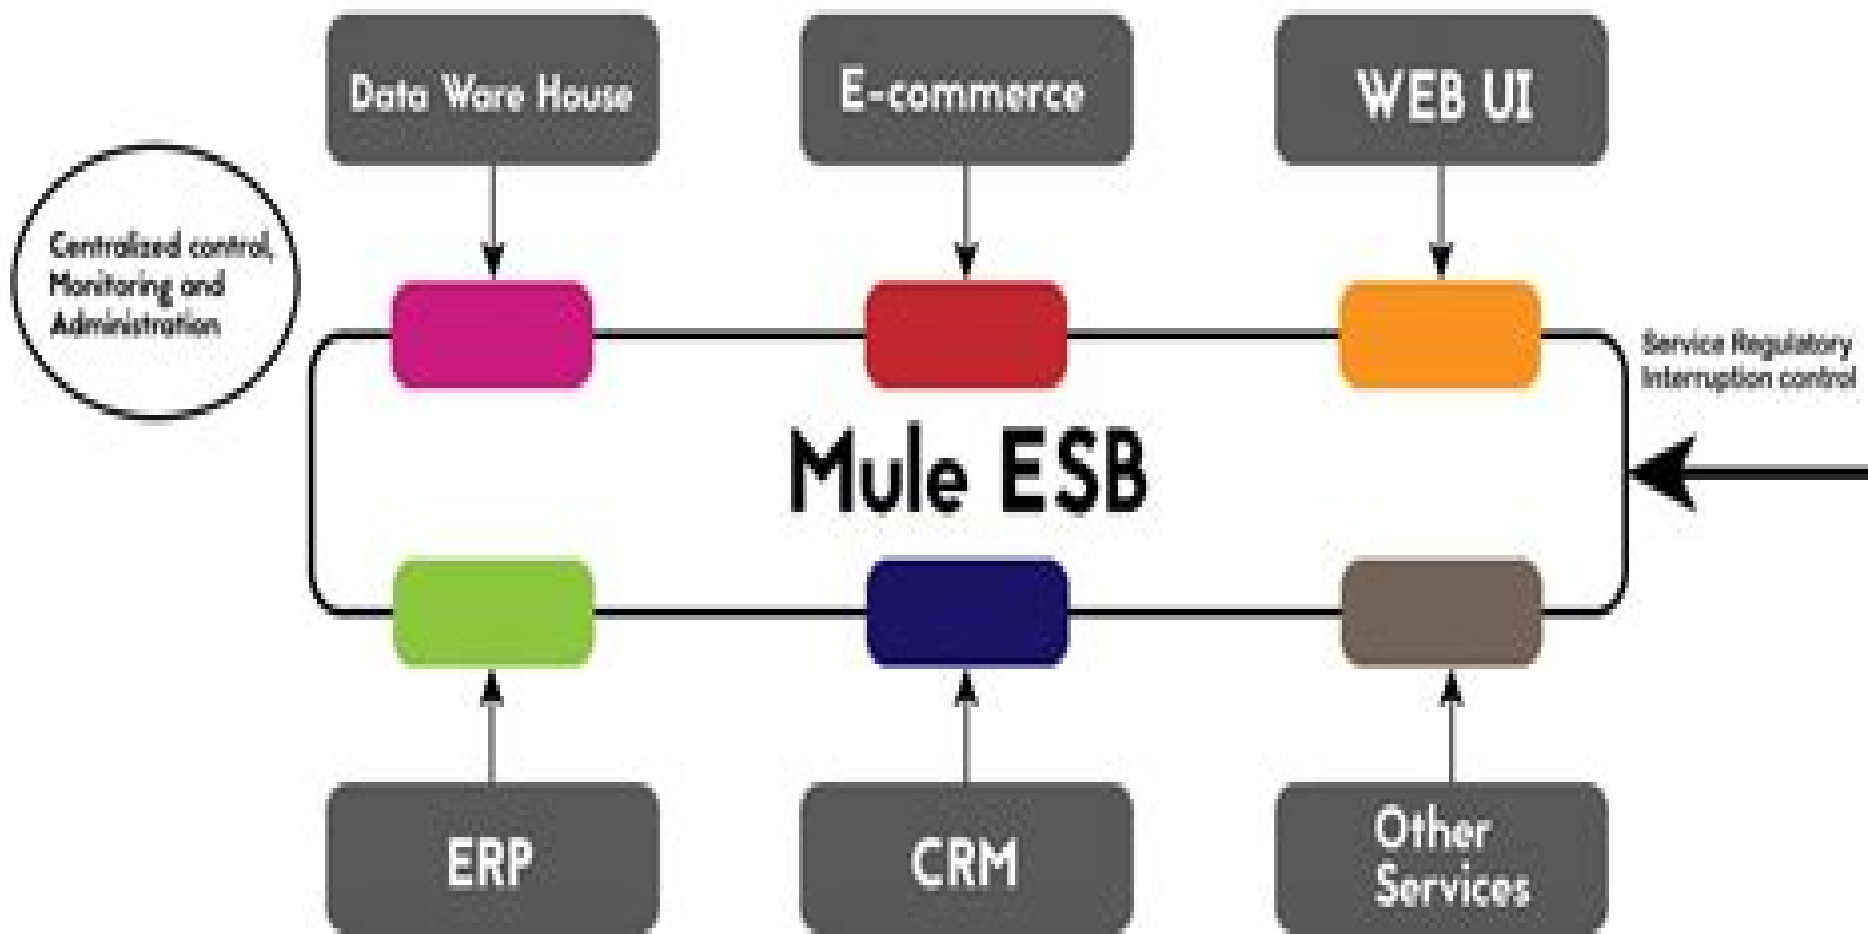 Data Ware House
E-commerce
WEB UI
Centralized control,
Monitoring and
Administration
Service Regulatory
Interruption control
Mule ESB
ERP
CRM
Other
Services